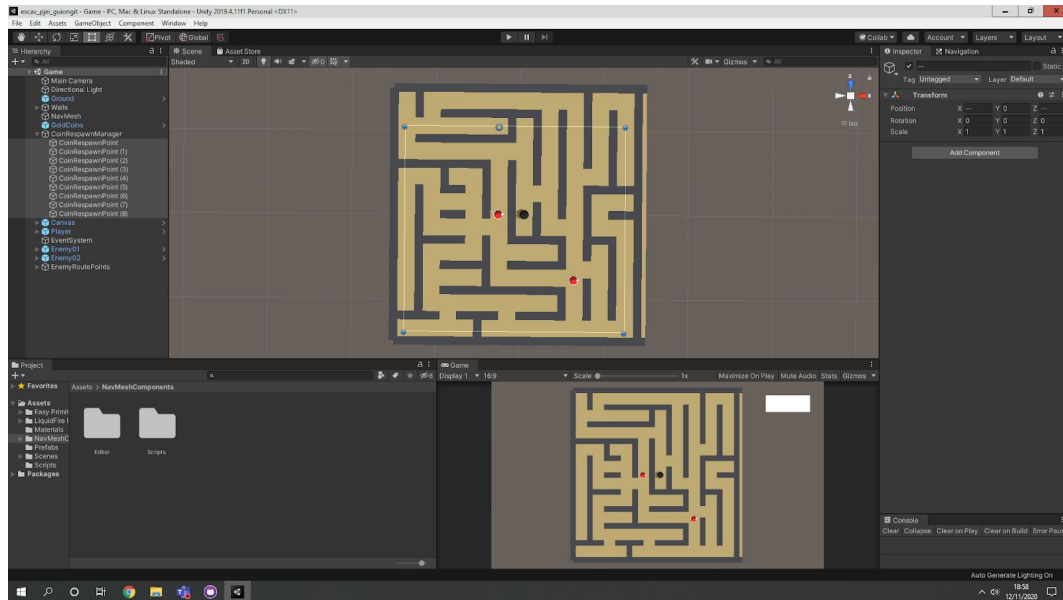 escav_pjei_guiongit - Game - PC, Mac & Linux Standalone - Unity 2019.4.11f1 Personal <DX11>
File Edit Assets GameObject Component Window Help
Pivot Global Collab Account Layers Layout
Hierarchy
All
Game
Main Camera
Directional Light
Ground
Walls
NavMesh
GoldCoins
CoinRespawnManager
CoinRespawnPoint
CoinRespawnPoint (1)
CoinRespawnPoint (2)
CoinRespawnPoint (3)
CoinRespawnPoint (4)
CoinRespawnPoint (5)
CoinRespawnPoint (6)
CoinRespawnPoint (7)
CoinRespawnPoint (8)
Canvas
Player
EventSystem
Enemy01
Enemy02
EnemyRoutePoints
Scene Asset Store
Shaded 2D 0 Gizmos All
z
x
Iso
Inspector Navigation
— Static
Tag Untagged Layer Default
Transform
Position X — Y 0 Z —
Rotation X 0 Y 0 Z 0
Scale X 1 Y 1 Z 1
Add Component
Project
8
Favorites
Assets > NavMeshComponents
Assets
Easy Primit
LiquidFire
Materials
NavMeshC
Prefabs
Scenes
Scripts
Packages
Editor Scripts
Game
Display 1 16:9 Scale 1x Maximize On Play Mute Audio Stats Gizmos
Console
Clear Collapse Clear on Play Clear on Build Error Pau
Auto Generate Lighting On
18:58
12/11/2020